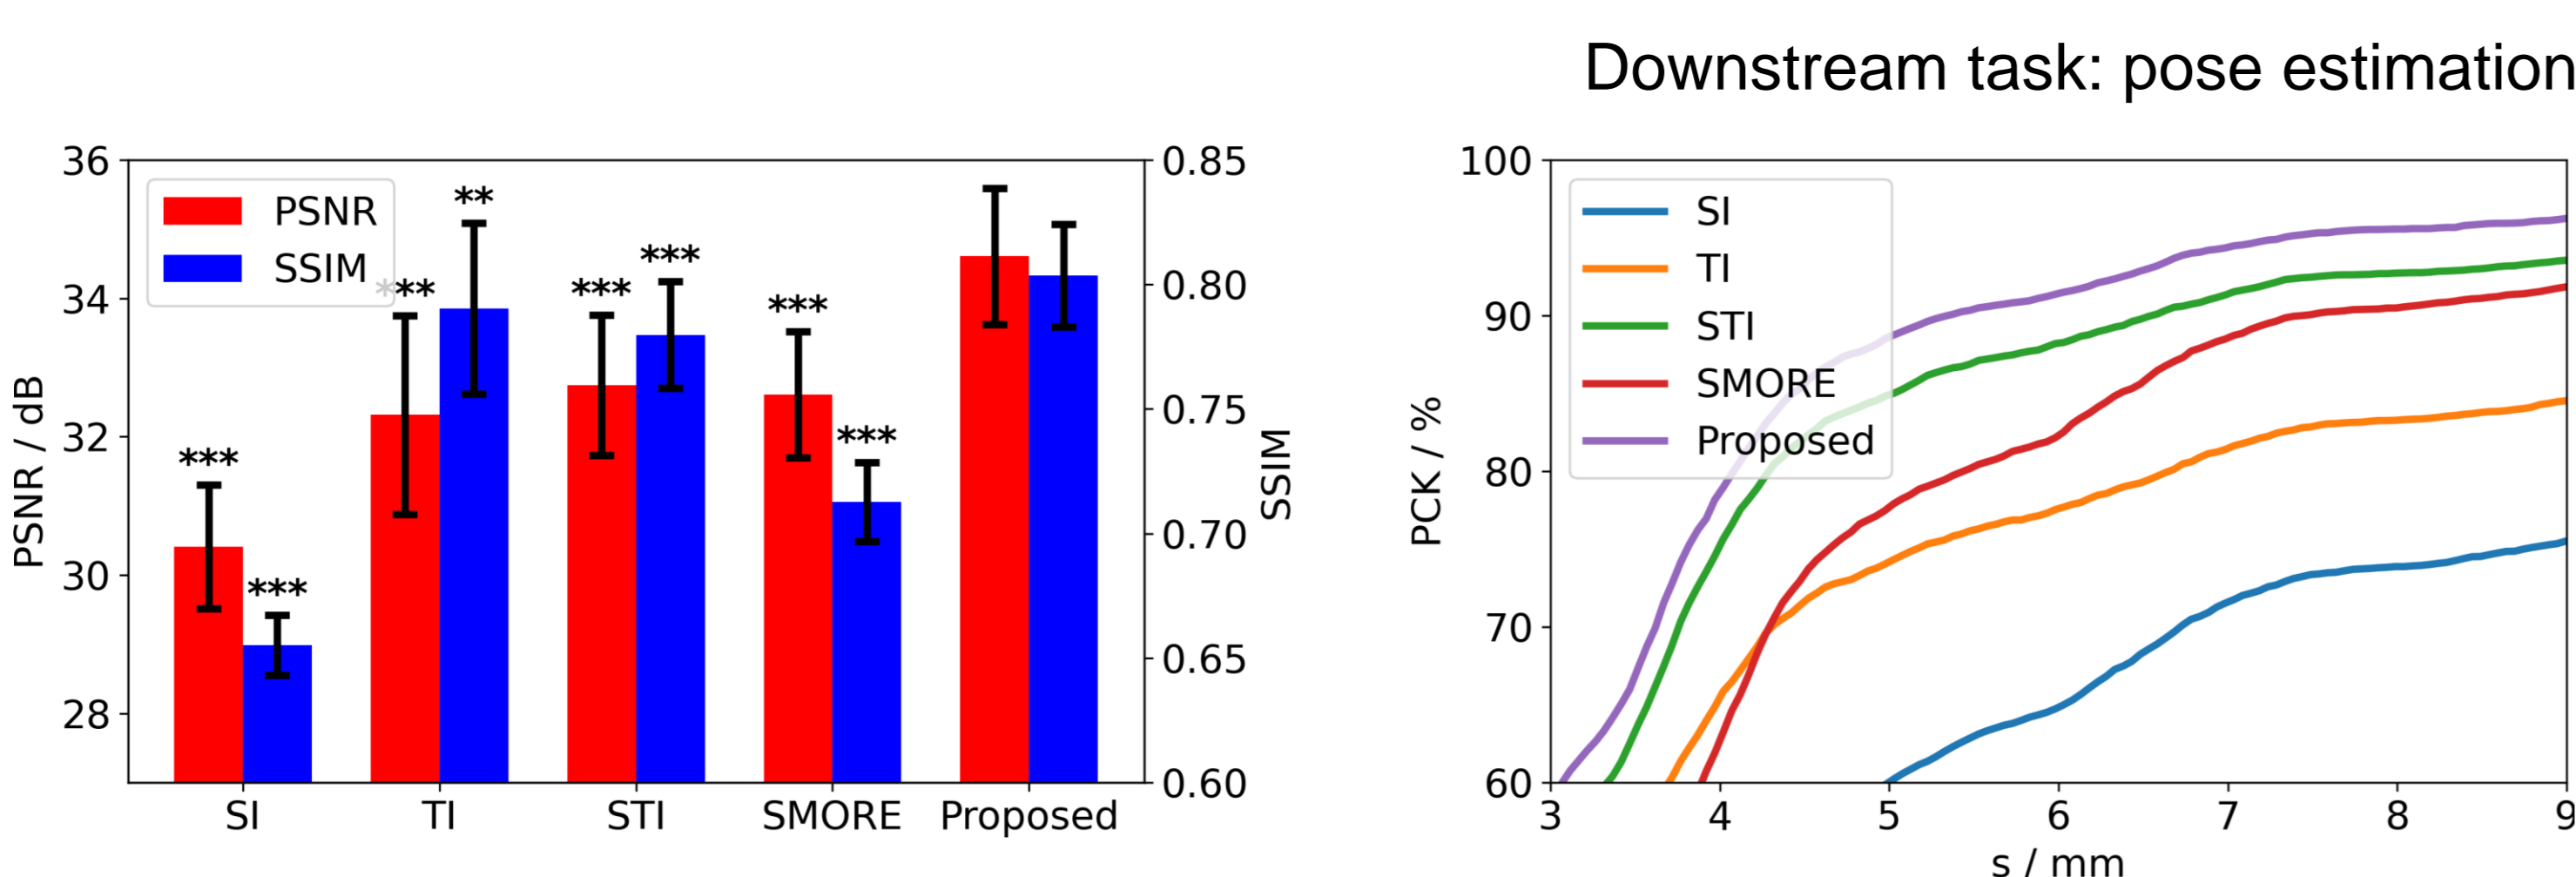 Downstream task: pose estimation
PSNR
SSIM
***
***
***
**
***
***
***
***
36
34
32
30
28
PSNR / dB
0.85
0.80
0.75
0.70
0.65
0.60
SSIM
SI
TI
STI
SMORE
Proposed
SI
TI
STI
SMORE
Proposed
100
90
80
70
60
PCK / %
3
4
5
6
7
8
9
s / mm